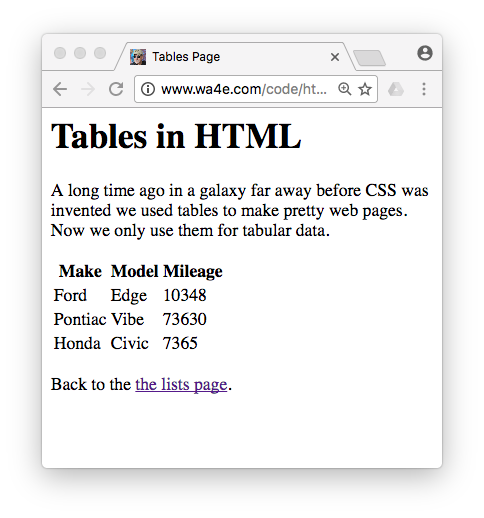 Tables Page
www.wa4e.com/code/ht...
Tables in HTML
A long time ago in a galaxy far away before CSS was
invented we used tables to make pretty web pages.
Now we only use them for tabular data.
Make Model Mileage
Ford Edge 10348
Pontiac Vibe 73630
Honda Civic 7365
Back to the the lists page.